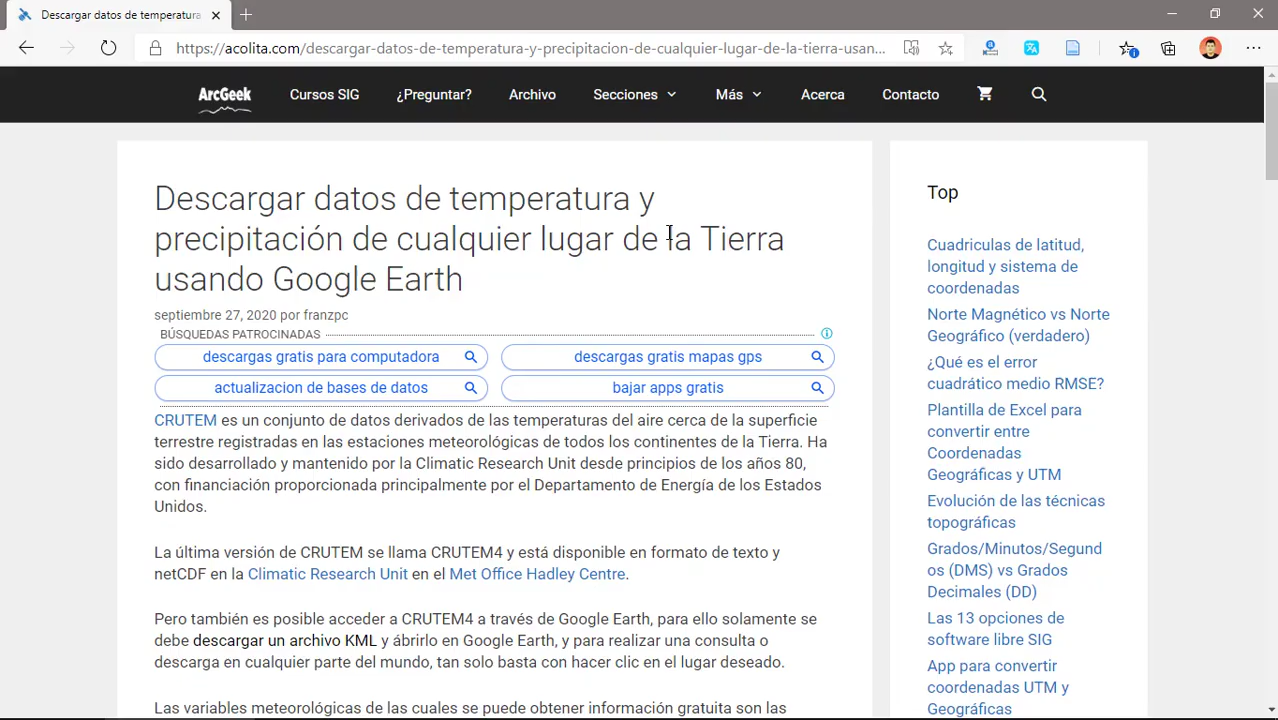 Descargar datos de temperatura
https://acolita.com/descargar-datos-de-temperatura-y-precipitacion-de-cualquier-lugar-de-la-tierra-usan...
ArcGeek
Cursos SIG
¿Preguntar?
Archivo
Secciones
Más
Acerca
Contacto
Descargar datos de temperatura y
precipitación de cualquier lugar de la Tierra
usando Google Earth
septiembre 27, 2020 por franzpc
BÚSQUEDAS PATROCINADAS
descargas gratis para computadora
descargas gratis mapas gps
actualizacion de bases de datos
bajar apps gratis
CRUTEM es un conjunto de datos derivados de las temperaturas del aire cerca de la superficie
terrestre registradas en las estaciones meteorológicas de todos los continentes de la Tierra. Ha
sido desarrollado y mantenido por la Climatic Research Unit desde principios de los años 80,
con financiación proporcionada principalmente por el Departamento de Energía de los Estados
Unidos.
La última versión de CRUTEM se llama CRUTEM4 y está disponible en formato de texto y
netCDF en la Climatic Research Unit en el Met Office Hadley Centre.
Pero también es posible acceder a CRUTEM4 a través de Google Earth, para ello solamente se
debe descargar un archivo KML y ábrirlo en Google Earth, y para realizar una consulta o
descarga en cualquier parte del mundo, tan solo basta con hacer clic en el lugar deseado.
Las variables meteorológicas de las cuales se puede obtener información gratuita son las
Top
Cuadriculas de latitud,
longitud y sistema de
coordenadas
Norte Magnético vs Norte
Geográfico (verdadero)
¿Qué es el error
cuadrático medio RMSE?
Plantilla de Excel para
convertir entre
Coordenadas
Geográficas y UTM
Evolución de las técnicas
topográficas
Grados/Minutos/Segund
os (DMS) vs Grados
Decimales (DD)
Las 13 opciones de
software libre SIG
App para convertir
coordenadas UTM y
Geográficas